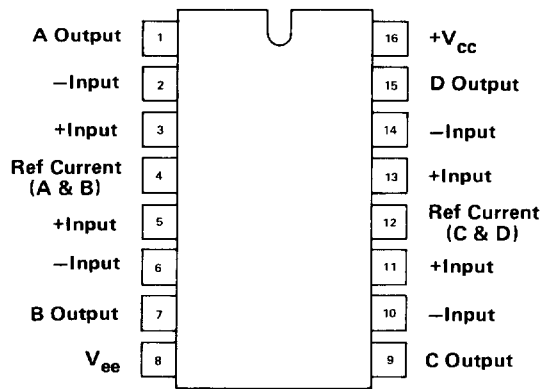 A Output 1
−Input 2
+Input 3
Ref Current 4
(A & B)
+Input 5
−Input 6
B Output 7
Vee 8
16 +Vcc
15 D Output
14 −Input
13 +Input
12 Ref Current
(C & D)
11 +Input
10 −Input
9 C Output